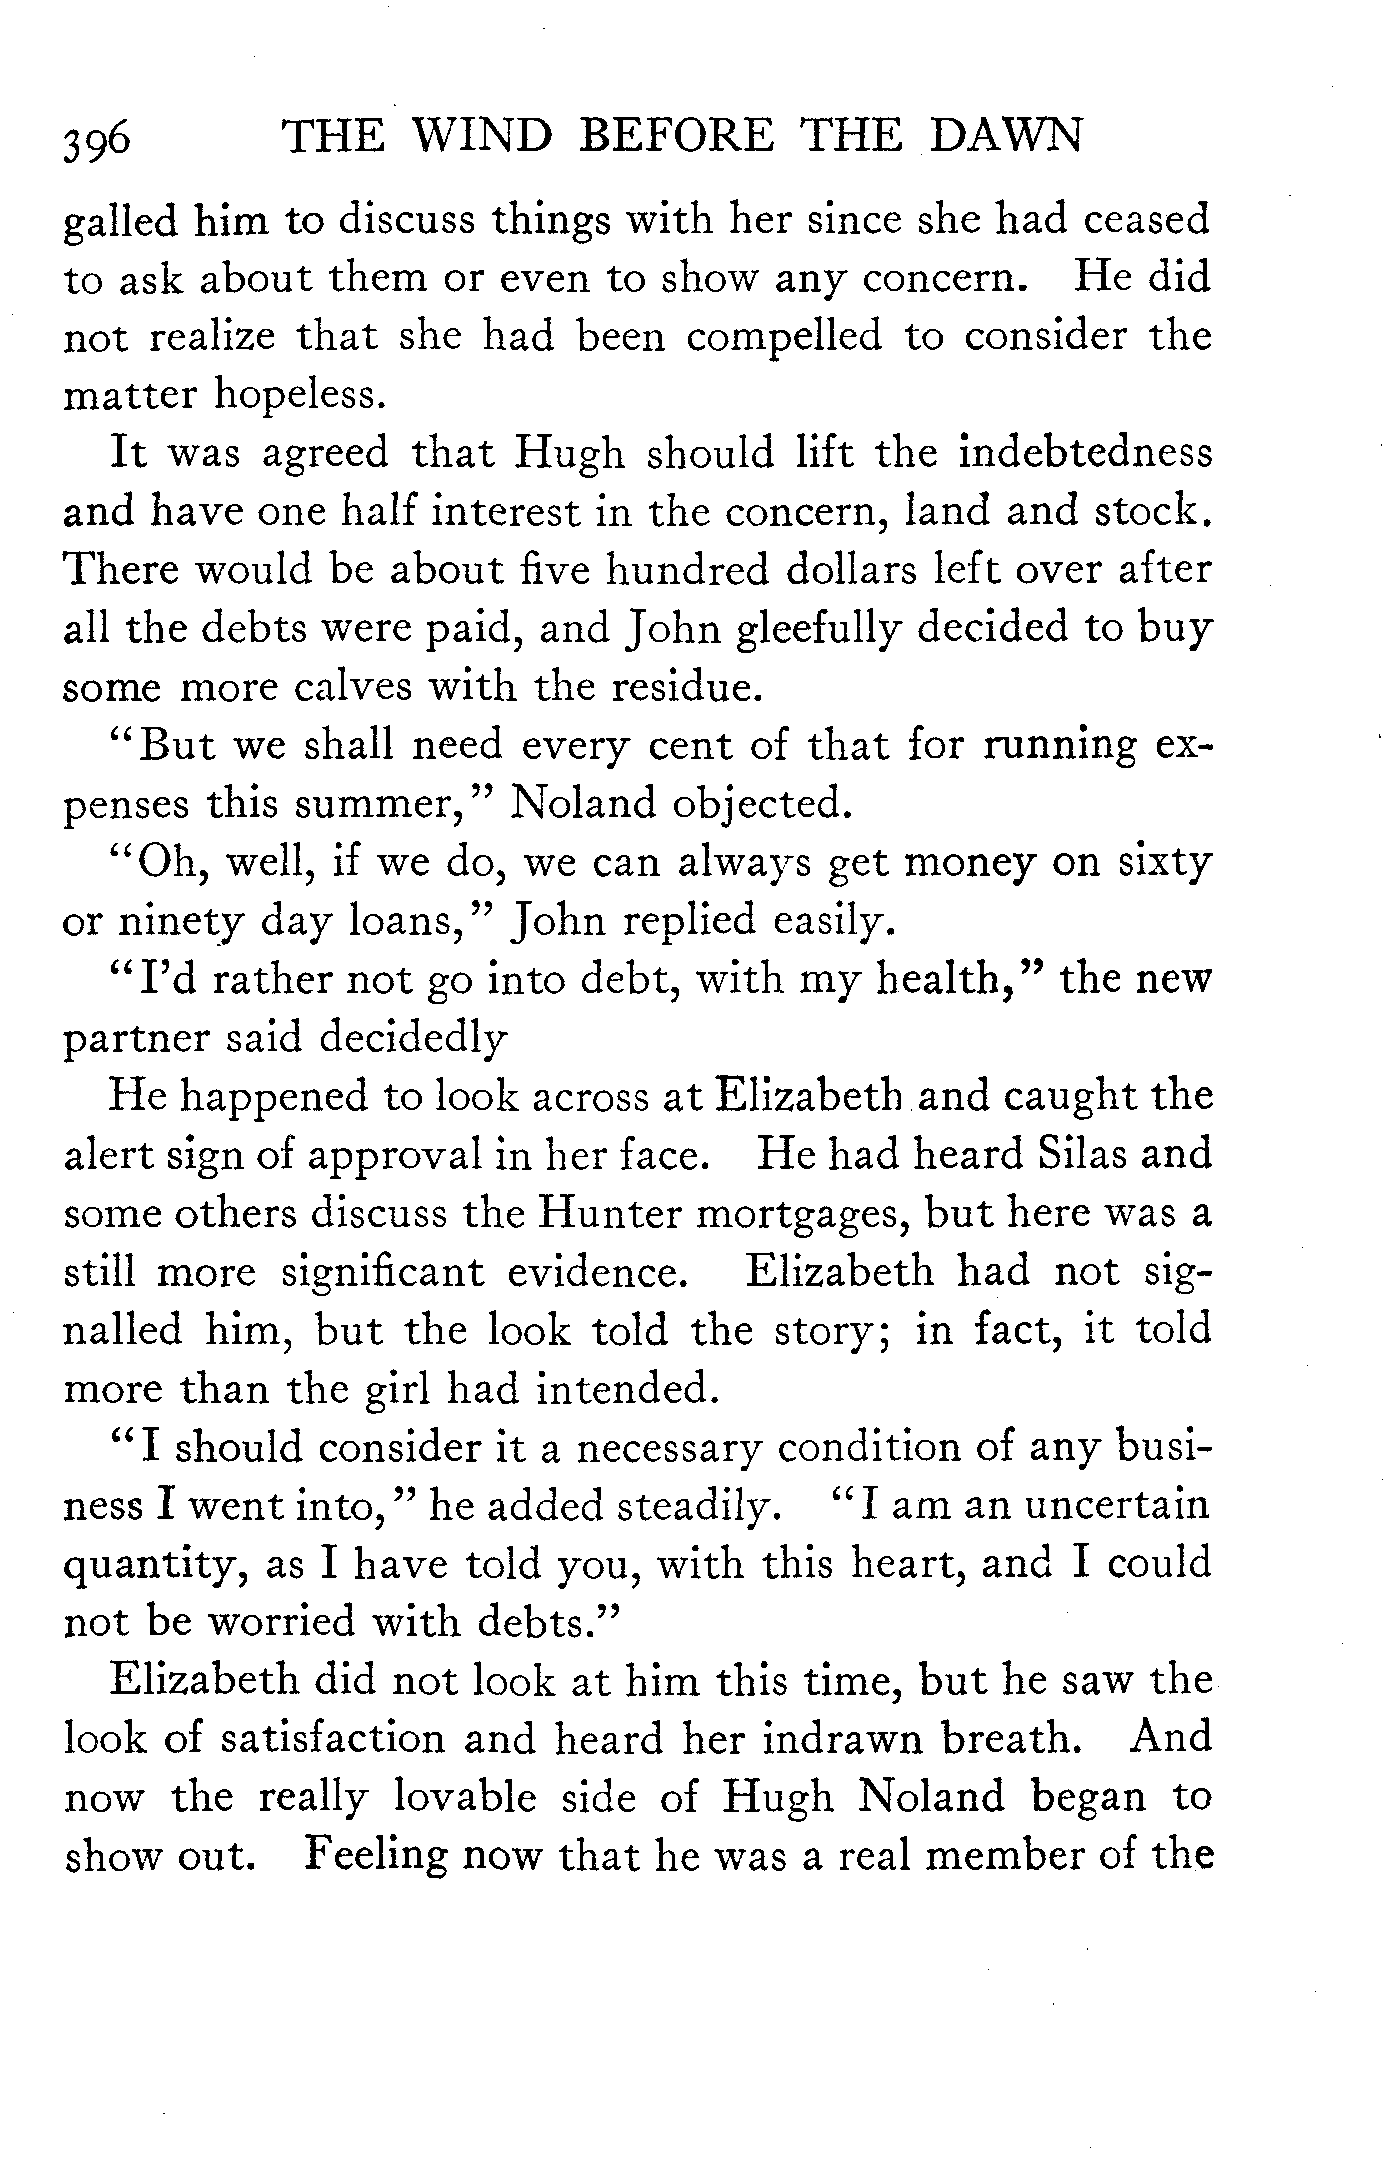 396 THE WIND BEFORE THE DAWN
galled him to discuss things with her since she had ceased
to ask about them or even to show any concern. He did
not realize that she had been compelled to consider the
matter hopeless.
It was agreed that Hugh should lift the indebtedness
and have one half interest in the concern, land and stock.
There would be about five hundred dollars left over after
all the debts were paid, and John gleefully decided to buy
some more calves with the residue.
"But we shall need every cent of that for running ex-
penses this summer," Noland objected.
"Oh, well, if we do, we can always get money on sixty
or ninety day loans," John replied easily.
"I'd rather not go into debt, with my health," the new
partner said decidedly
He happened to look across at Elizabeth and caught the
alert sign of approval in her face. He had heard Silas and
some others discuss the Hunter mortgages, but here was a
still more significant evidence. Elizabeth had not sig-
nalled him, but the look told the story; in fact, it told
more than the girl had intended.
"I should consider it a necessary condition of any busi-
ness I went into," he added steadily. "I am an uncertain
quantity, as I have told you, with this heart, and I could
not be worried with debts."
Elizabeth did not look at him this time, but he saw the
look of satisfaction and heard her indrawn breath. And
now the really lovable side of Hugh Noland began to
show out. Feeling now that he was a real member of the